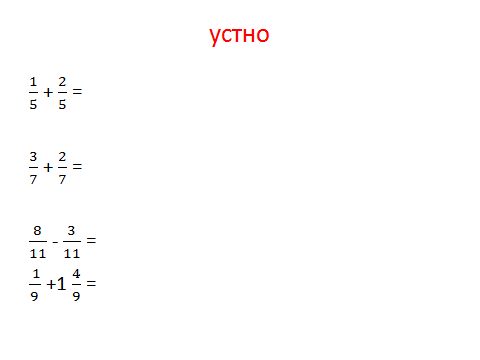 устно
1/5 + 2/5 =
3/7 + 2/7 =
8/11 - 3/11 =
1/9 +1 4/9 =